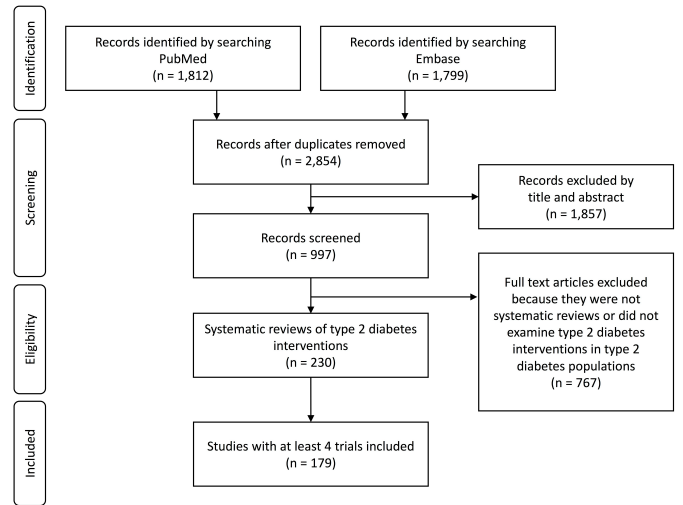 Identification
Records identified by searching
PubMed
(n = 1,812)
Records identified by searching
Embase
(n = 1,799)
Screening
Records after duplicates removed
(n = 2,854)
Records excluded by
title and abstract
(n = 1,857)
Records screened
(n = 997)
Eligibility
Full text articles excluded
because they were not
systematic reviews or did not
examine type 2 diabetes
interventions in type 2
diabetes populations
(n = 767)
Systematic reviews of type 2 diabetes
interventions
(n = 230)
Included
Studies with at least 4 trials included
(n = 179)